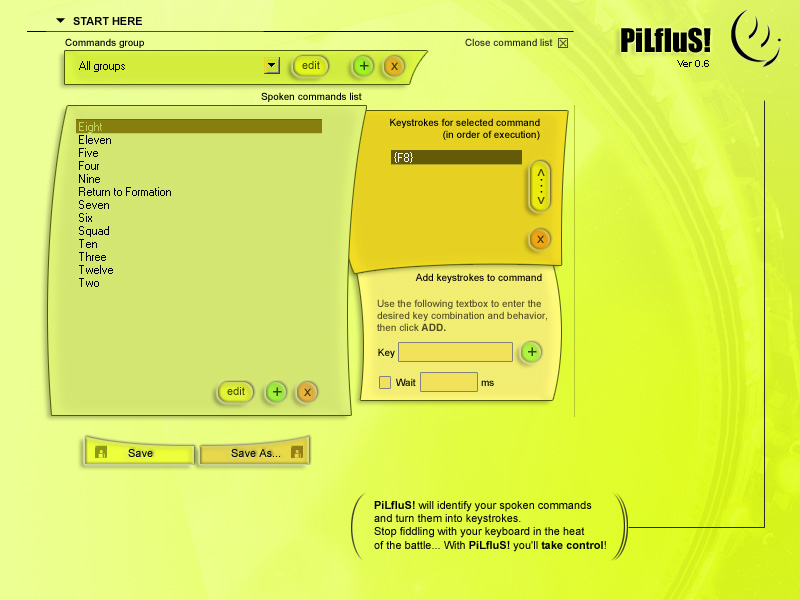 START HERE
Commands group
Close command list
PiLfluS!
Ver 0.6
All groups
edit
+
x
Spoken commands list
Eight
Eleven
Five
Four
Nine
Return to Formation
Seven
Six
Squad
Ten
Three
Twelve
Two
edit
+
x
Keystrokes for selected command
(in order of execution)
{F8}
x
Add keystrokes to command
Use the following textbox to enter the
desired key combination and behavior,
then click ADD.
Key
+
Wait
ms
Save
Save As...
PiLfluS! will identify your spoken commands
and turn them into keystrokes.
Stop fiddling with your keyboard in the heat
of the battle... With PiLfluS! you'll take control!